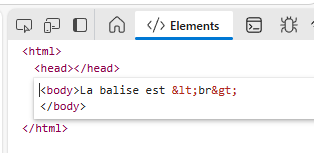 Elements
<html>
<head></head>
<body>La balise est &lt;br&gt;
</body>
</html>